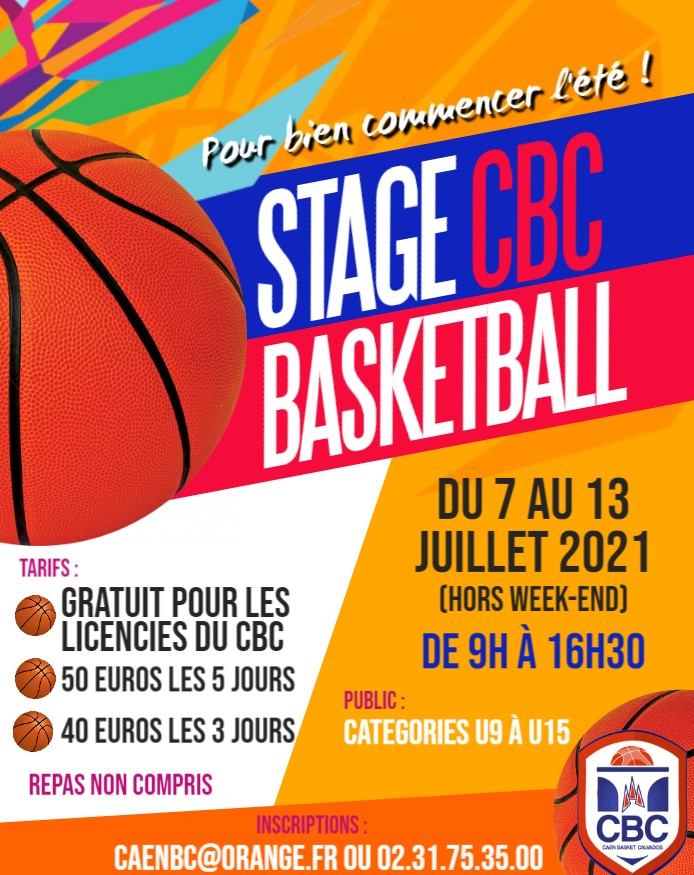 Pour bien commencer l'été !
STAGE CBC
BASKETBALL
DU 7 AU 13
JUILLET 2021
(HORS WEEK-END)
DE 9H À 16H30
TARIFS :
GRATUIT POUR LES
LICENCIES DU CBC
50 EUROS LES 5 JOURS
40 EUROS LES 3 JOURS
REPAS NON COMPRIS
PUBLIC :
CATEGORIES U9 À U15
CBC
CAEN BASKET CALVADOS
INSCRIPTIONS :
CAENBC@ORANGE.FR OU 02.31.75.35.00